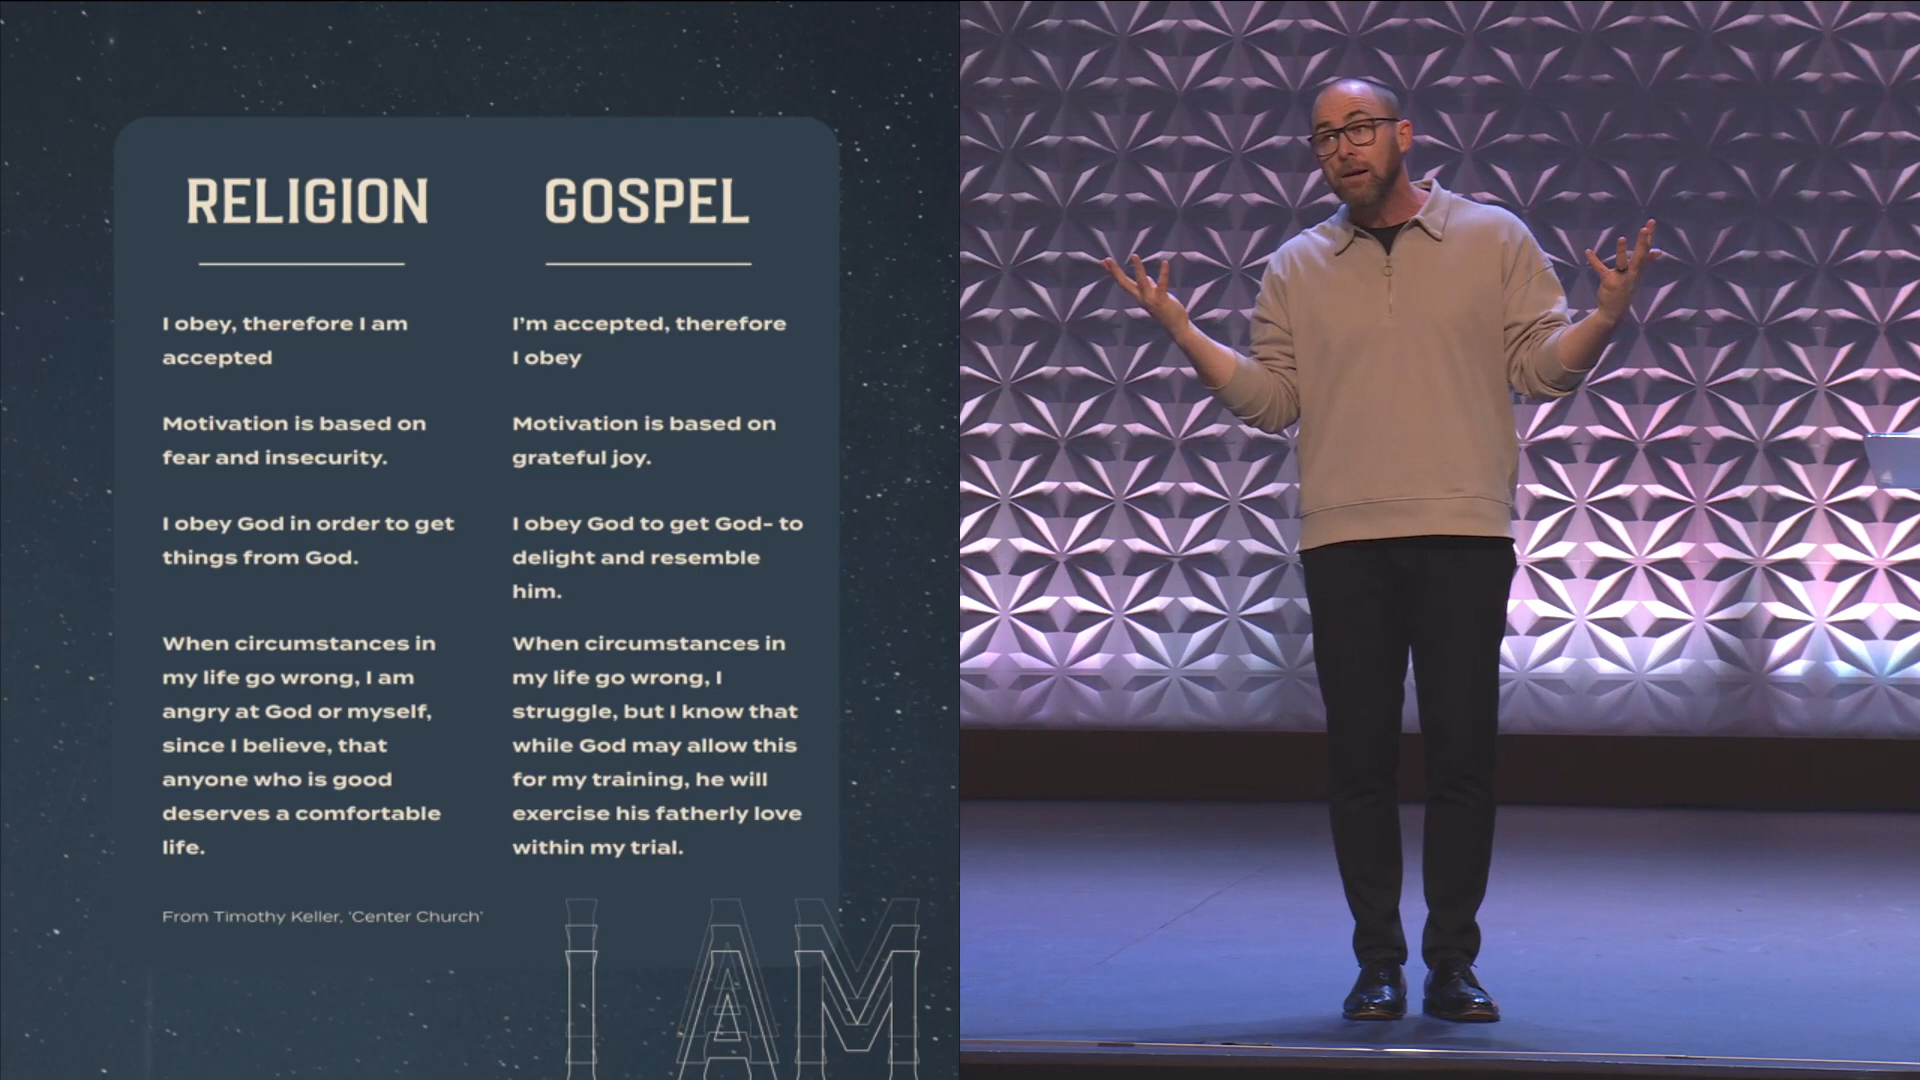 RELIGION
I obey, therefore I am
accepted
Motivation is based on
fear and insecurity.
I obey God in order to get
things from God.
When circumstances in
my life go wrong, I am
angry at God or myself,
since I believe, that
anyone who is good
deserves a comfortable
life.
GOSPEL
I’m accepted, therefore
I obey
Motivation is based on
grateful joy.
I obey God to get God- to
delight and resemble
him.
When circumstances in
my life go wrong, I
struggle, but I know that
while God may allow this
for my training, he will
exercise his fatherly love
within my trial.
From Timothy Keller, 'Center Church'
I AM